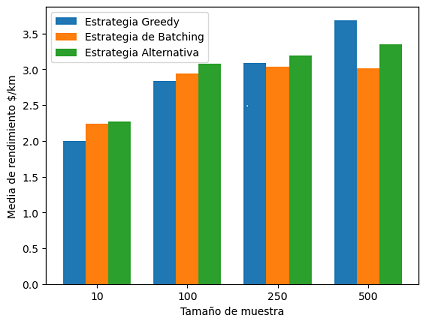 Estrategia Greedy
Estrategia de Batching
Estrategia Alternativa
Media de rendimiento $/km
3.5
3.0
2.5
2.0
1.5
1.0
0.5
0.0
10 100 250 500
Tamaño de muestra